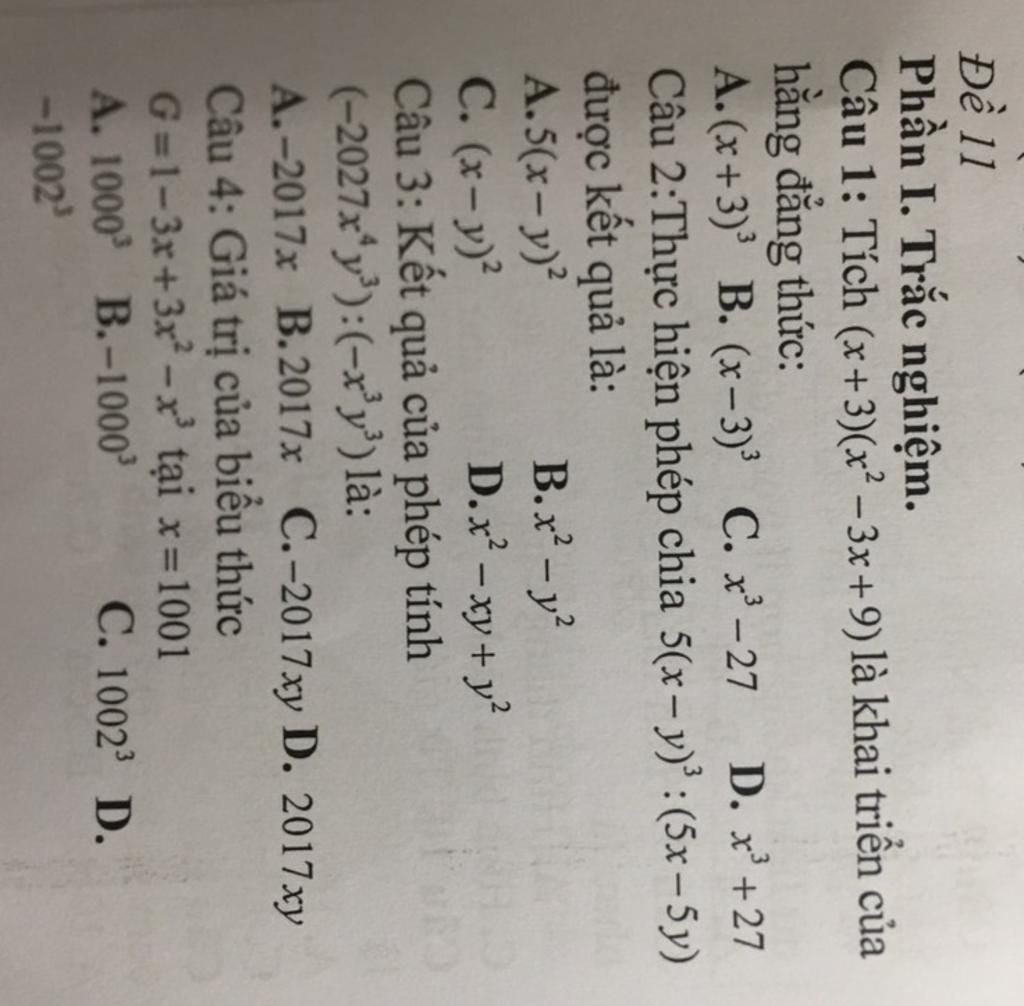 Đề 11
Phần I. Trắc nghiệm.
Câu 1: Tích (x+3)(x² −3x+9) là khai triển của
hằng đẳng thức:
A.(x+3)³ B. (x−3)³ C. x³ −27 D. x³ +27
Câu 2:Thực hiện phép chia 5(x−y)³ :(5x−5y)
được kết quả là:
A.5(x−y)² B.x² −y²
C. (x−y)² D.x² −xy+y²
Câu 3: Kết quả của phép tính
(−2027x⁴y³):(−x³y³) là:
A.−2017x B.2017x C.−2017xy D. 2017xy
Câu 4: Giá trị của biểu thức
G=1−3x+3x² −x³ tại x=1001
A. 1000³ B.−1000³ C. 1002³ D.
−1002³